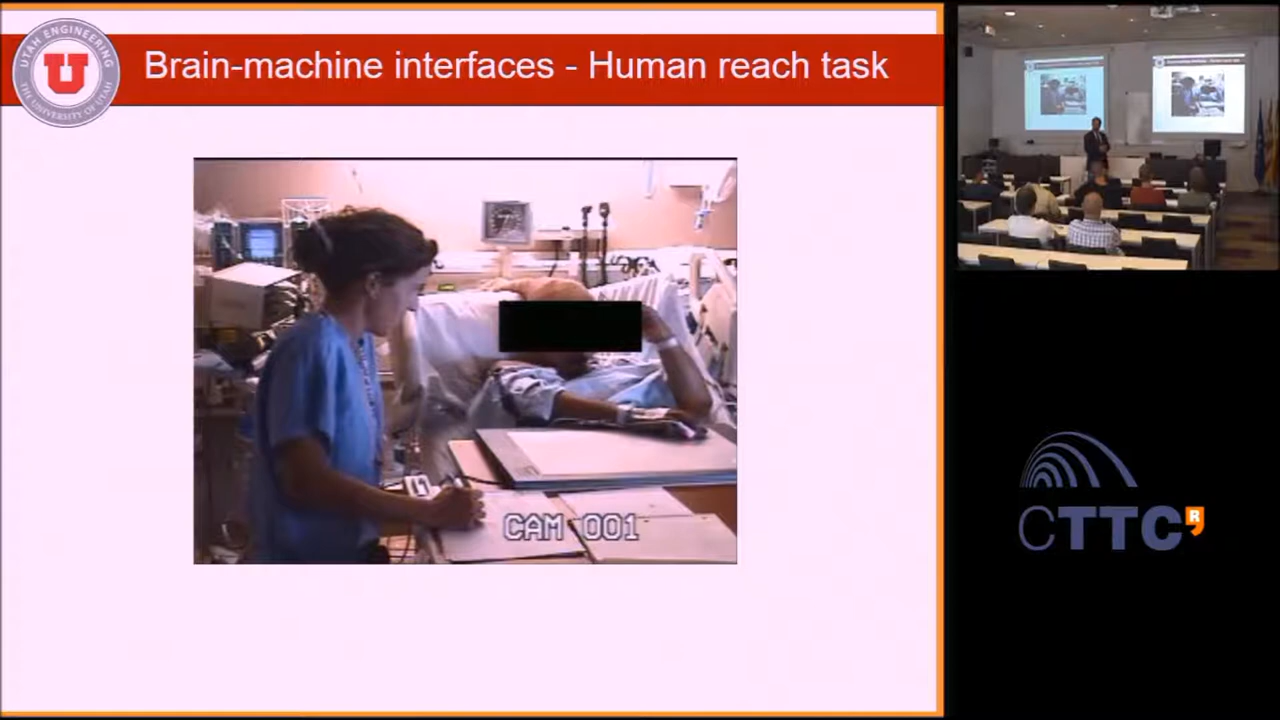 UTAH ENGINEERING
THE UNIVERSITY OF UTAH
U
Brain-machine interfaces - Human reach task
CAM 001
CTTC
R